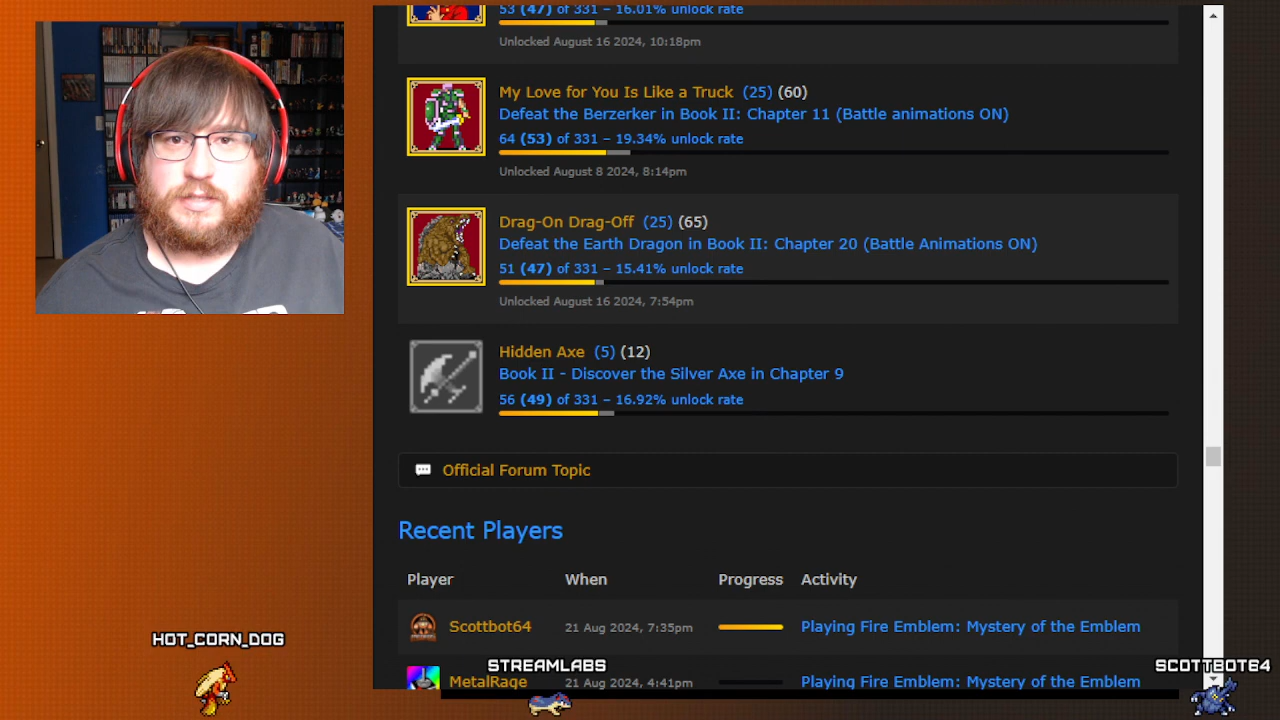 53 (47) of 331 – 16.01% unlock rate
Unlocked August 16 2024, 10:18pm
My Love for You Is Like a Truck (25) (60)
Defeat the Berzerker in Book II: Chapter 11 (Battle animations ON)
64 (53) of 331 – 19.34% unlock rate
Unlocked August 8 2024, 8:14pm
Drag-On Drag-Off (25) (65)
Defeat the Earth Dragon in Book II: Chapter 20 (Battle Animations ON)
51 (47) of 331 – 15.41% unlock rate
Unlocked August 16 2024, 7:54pm
Hidden Axe (5) (12)
Book II - Discover the Silver Axe in Chapter 9
56 (49) of 331 – 16.92% unlock rate
Official Forum Topic
Recent Players
Player When Progress Activity
Scottbot64 21 Aug 2024, 7:35pm Playing Fire Emblem: Mystery of the Emblem
MetalRage 21 Aug 2024, 4:41pm Playing Fire Emblem: Mystery of the Emblem
HOT_CORN_DOG
STREAMLABS
SCOTTBOT64